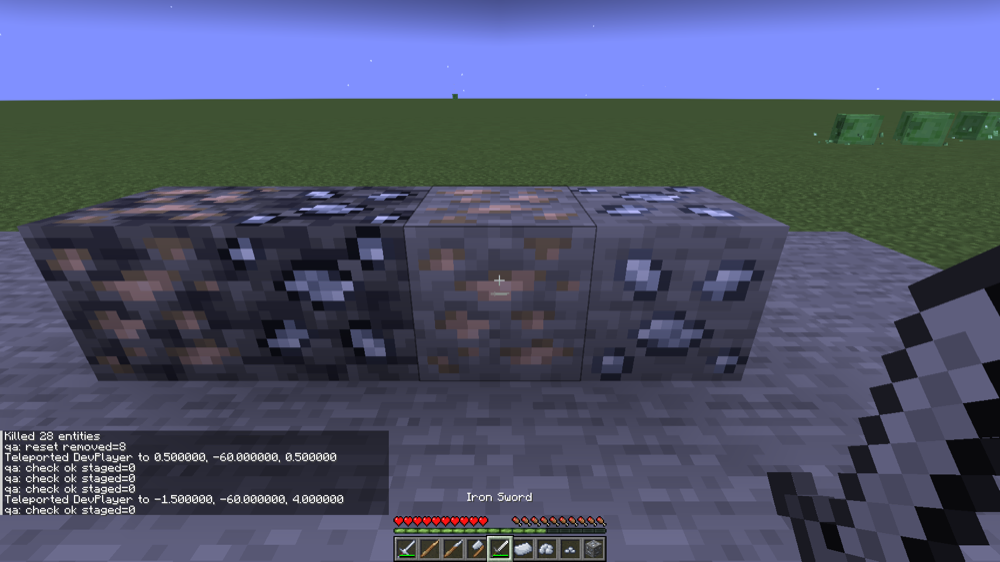 Killed 28 entities
qa: reset removed=8
Teleported DevPlayer to 0.500000, -60.000000, 0.500000
qa: check ok staged=0
qa: check ok staged=0
qa: check ok staged=0
Teleported DevPlayer to -1.500000, -60.000000, 4.000000
qa: check ok staged=0
Iron Sword